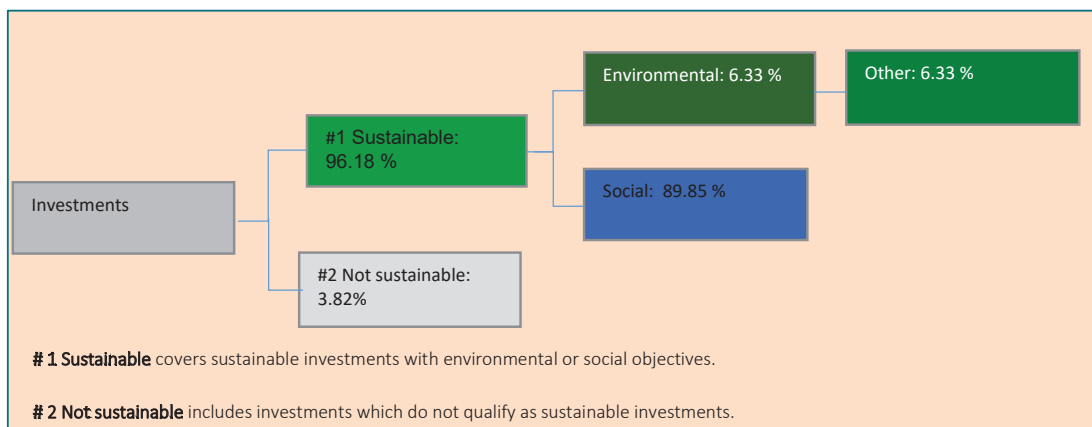 Environmental: 6.33 %
Other: 6.33 %
#1 Sustainable:
96.18 %
Social: 89.85 %
Investments
#2 Not sustainable:
3.82%
# 1 Sustainable covers sustainable investments with environmental or social objectives.
# 2 Not sustainable includes investments which do not qualify as sustainable investments.